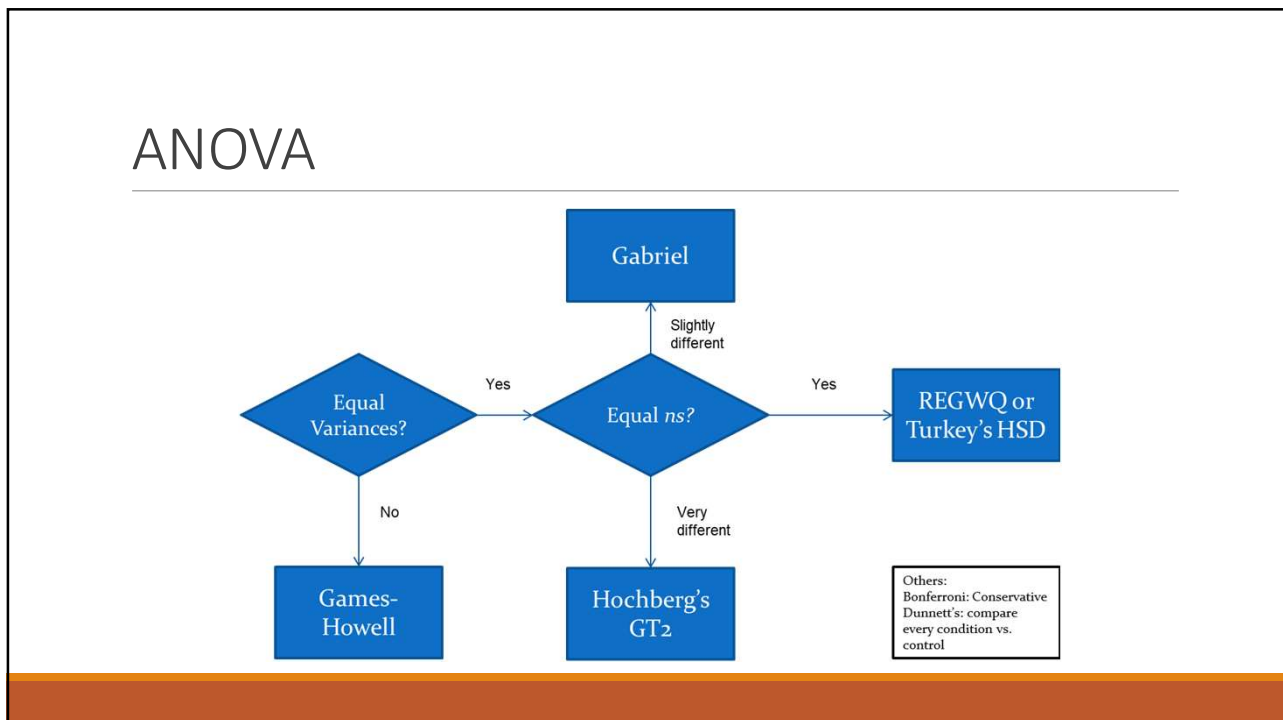 ANOVA
Gabriel
Slightly
different
Equal
Variances?
Yes
Equal ns?
Yes
REGWQ or
Turkey’s HSD
No
Very
different
Games-
Howell
Hochberg’s
GT2
Others:
Bonferroni: Conservative
Dunnett’s: compare
every condition vs.
control